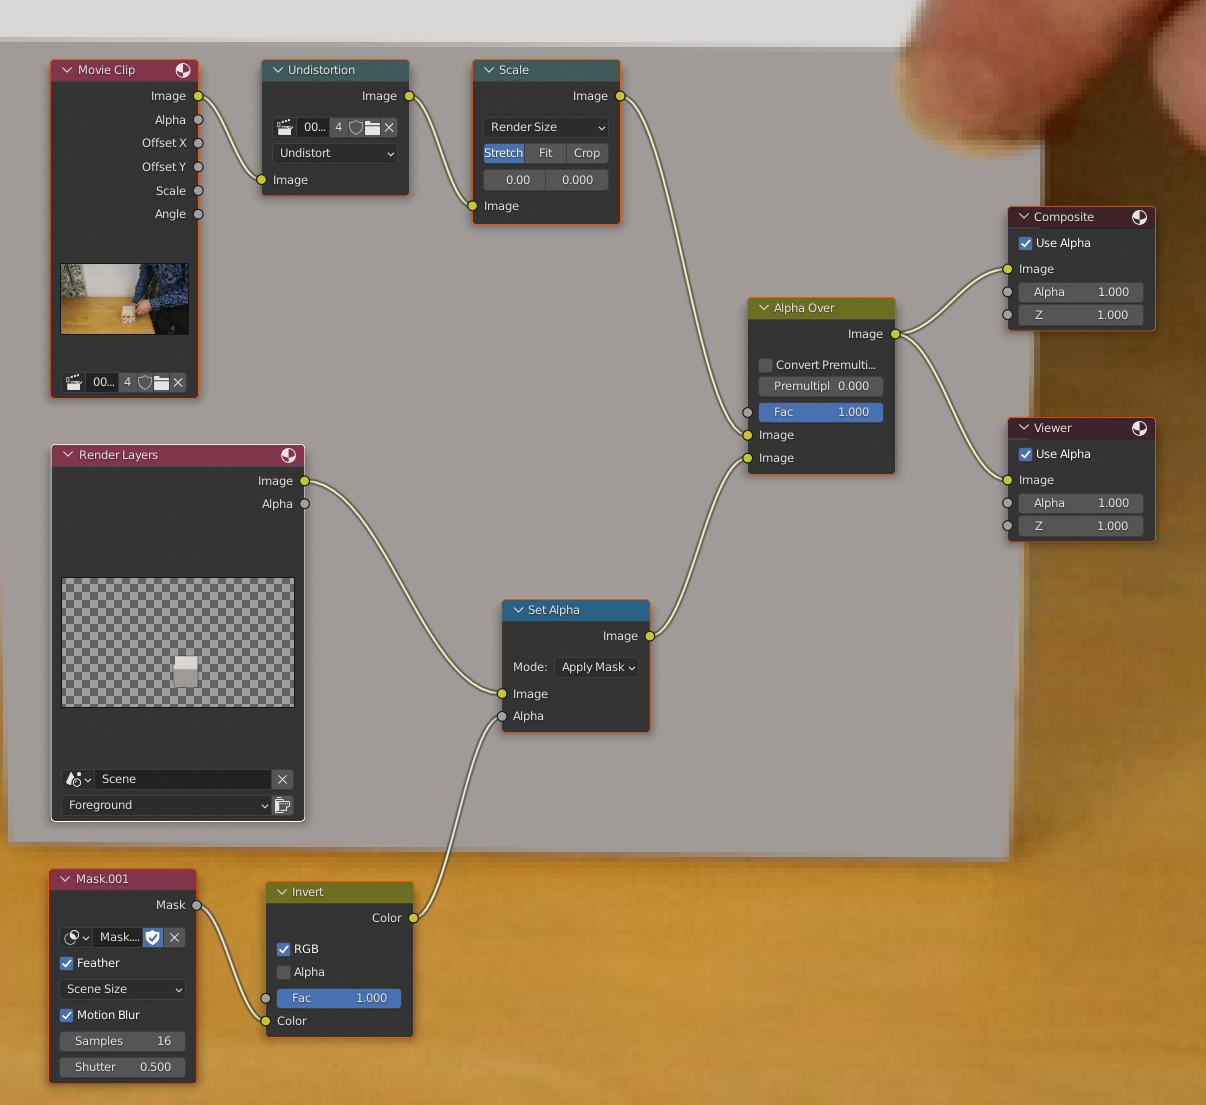 Movie Clip
Image
Alpha
Offset X
Offset Y
Scale
Angle
00... 4
Undistortion
Image
00... 4
Undistort
Image
Scale
Image
Render Size
Stretch Fit Crop
0.00 0.000
Image
Render Layers
Image
Alpha
Scene
Foreground
Mask.001
Mask
Mask....
Feather
Scene Size
Motion Blur
Samples 16
Shutter 0.500
Invert
Color
RGB
Alpha
Fac 1.000
Color
Set Alpha
Image
Mode: Apply Mask
Image
Alpha
Alpha Over
Image
Convert Premulti...
Premultipl 0.000
Fac 1.000
Image
Image
Composite
Use Alpha
Image
Alpha 1.000
Z 1.000
Viewer
Use Alpha
Image
Alpha 1.000
Z 1.000